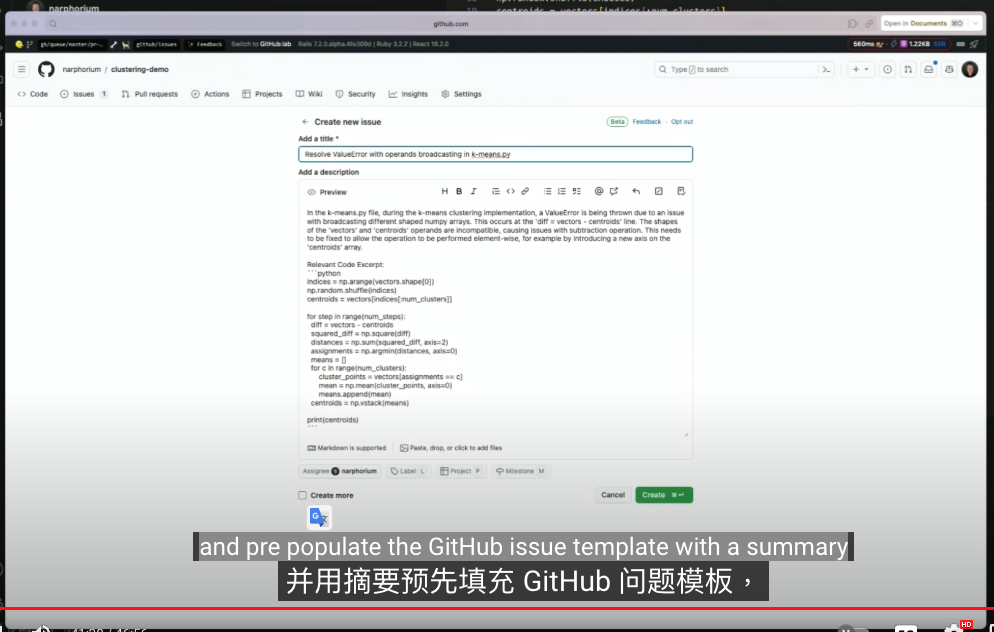 narphorium
github.com
Open in Documents ⌘O
gh/queue/master/pr-...
github/issues
Feedback
Switch to GitHub:lab
Rails 7.2.0.alpha.4fe309d | Ruby 3.2.2 | React 18.2.0
560ms
1.22KB SSR
narphorium / clustering-demo
Type / to search
Code
Issues 1
Pull requests
Actions
Projects
Wiki
Security
Insights
Settings
← Create new issue
Beta Feedback · Opt out
Add a title *
Resolve ValueError with operands broadcasting in k-means.py
Add a description
Preview
In the k-means.py file, during the k-means clustering implementation, a ValueError is being thrown due to an issue
with broadcasting different shaped numpy arrays. This occurs at the 'diff = vectors - centroids' line. The shapes
of the 'vectors' and 'centroids' operands are incompatible, causing issues with subtraction operation. This needs
to be fixed to allow the operation to be performed element-wise, for example by introducing a new axis on the
'centroids' array.
Relevant Code Excerpt:
```python
indices = np.arange(vectors.shape[0])
np.random.shuffle(indices)
centroids = vectors[indices[:num_clusters]]
for step in range(num_steps):
diff = vectors - centroids
squared_diff = np.square(diff)
distances = np.sum(squared_diff, axis=2)
assignments = np.argmin(distances, axis=0)
means = []
for c in range(num_clusters):
cluster_points = vectors[assignments == c]
mean = np.mean(cluster_points, axis=0)
means.append(mean)
centroids = np.vstack(means)
print(centroids)
```
Markdown is supported
Paste, drop, or click to add files
Assignee narphorium
Label L
Project P
Milestone M
Create more
Cancel
Create ⌘↵
and pre populate the GitHub issue template with a summary
并用摘要预先填充 GitHub 问题模板，
HD